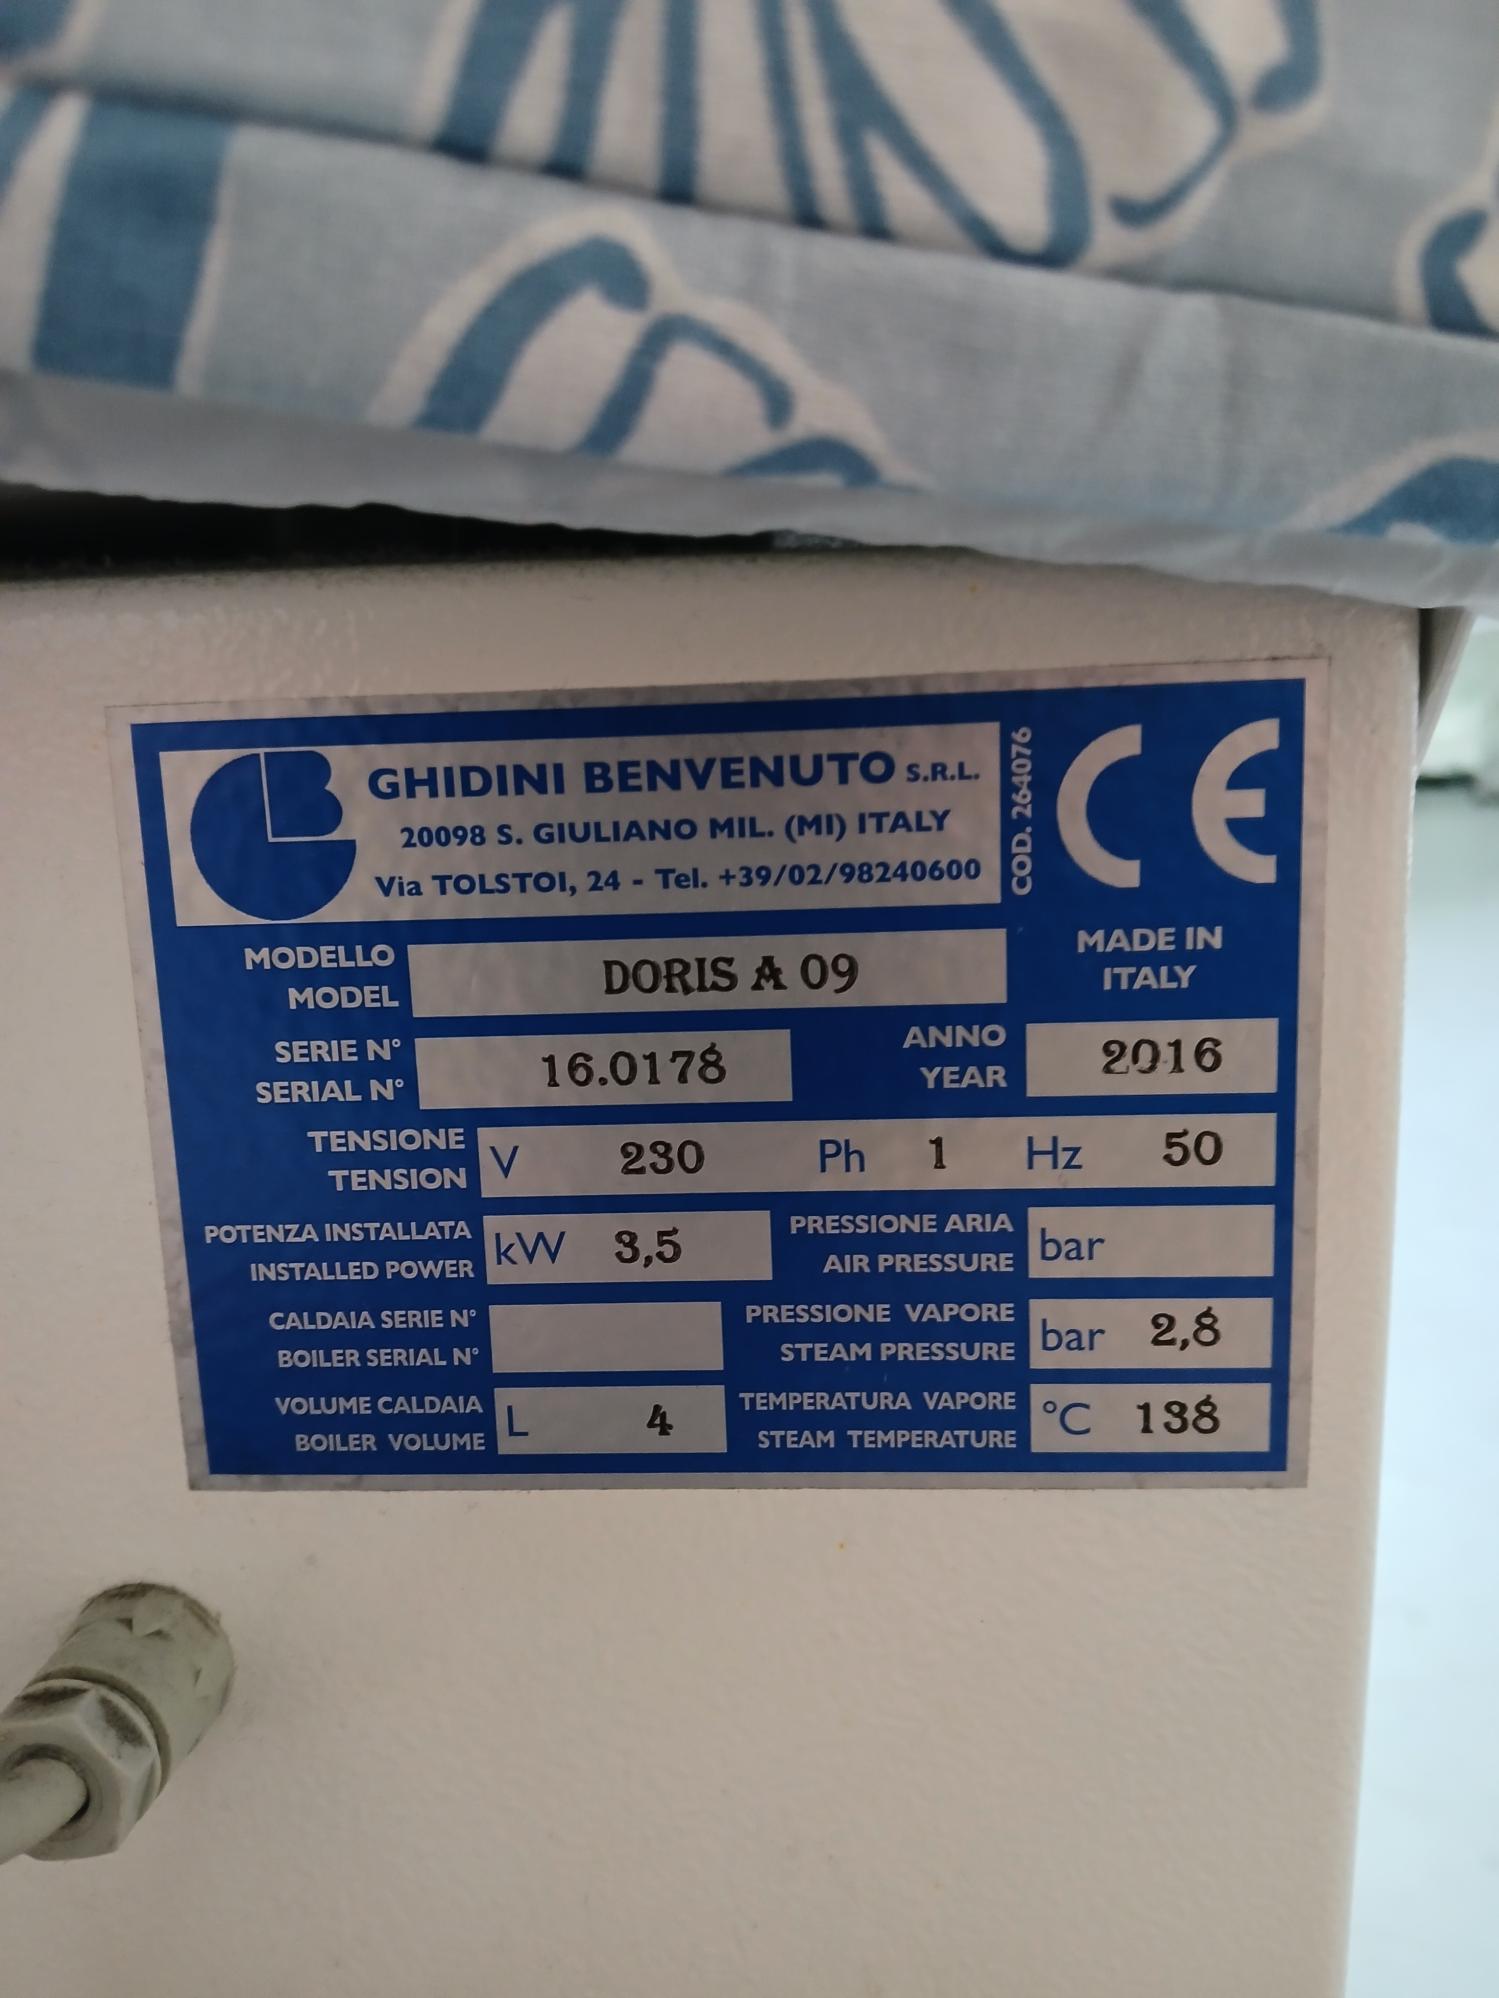 GHIDINI BENVENUTO S.R.L.
20098 S. GIULIANO MIL. (MI) ITALY
Via TOLSTOI, 24 - Tel. +39/02/98240600
COD. 264076
CE
MADE IN
ITALY
MODELLO
MODEL
DORIS A 09
SERIE N°
SERIAL N°
16.0178
ANNO
YEAR
2016
TENSIONE
TENSION
V 230 Ph 1 Hz 50
POTENZA INSTALLATA
INSTALLED POWER
kW 3,5
PRESSIONE ARIA
AIR PRESSURE
bar
CALDAIA SERIE N°
BOILER SERIAL N°
PRESSIONE VAPORE
STEAM PRESSURE
bar 2,8
VOLUME CALDAIA
BOILER VOLUME
L 4
TEMPERATURA VAPORE
STEAM TEMPERATURE
°C 138